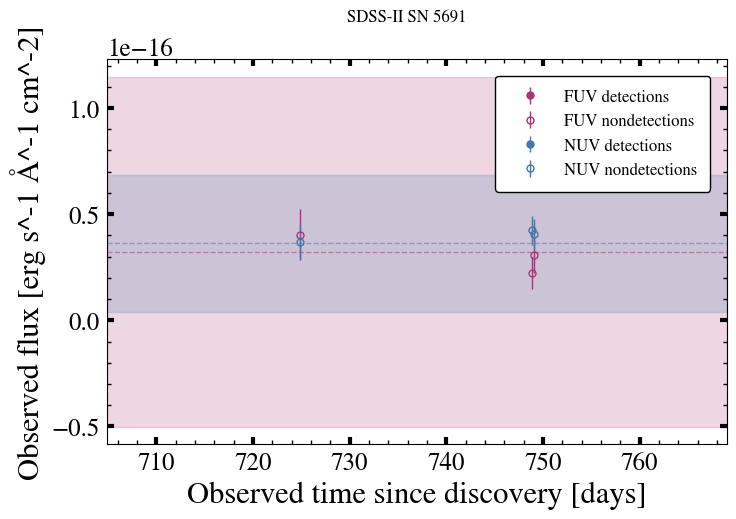 SDSS-II SN 5691
1e−16
Observed flux [erg s^-1 Å^-1 cm^-2]
1.0
0.5
0.0
−0.5
FUV detections
FUV nondetections
NUV detections
NUV nondetections
710 720 730 740 750 760
Observed time since discovery [days]